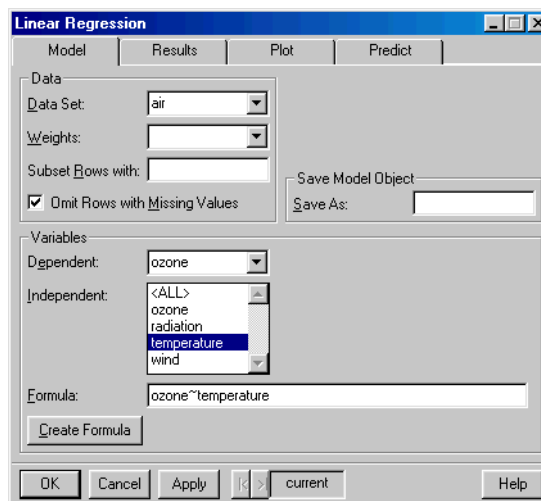 Linear Regression
Model Results Plot Predict
Data
Data Set: air
Weights:
Subset Rows with:
Omit Rows with Missing Values
Save Model Object
Save As:
Variables
Dependent: ozone
Independent: <ALL>
ozone
radiation
temperature
wind
Formula: ozone~temperature
Create Formula
OK Cancel Apply current Help